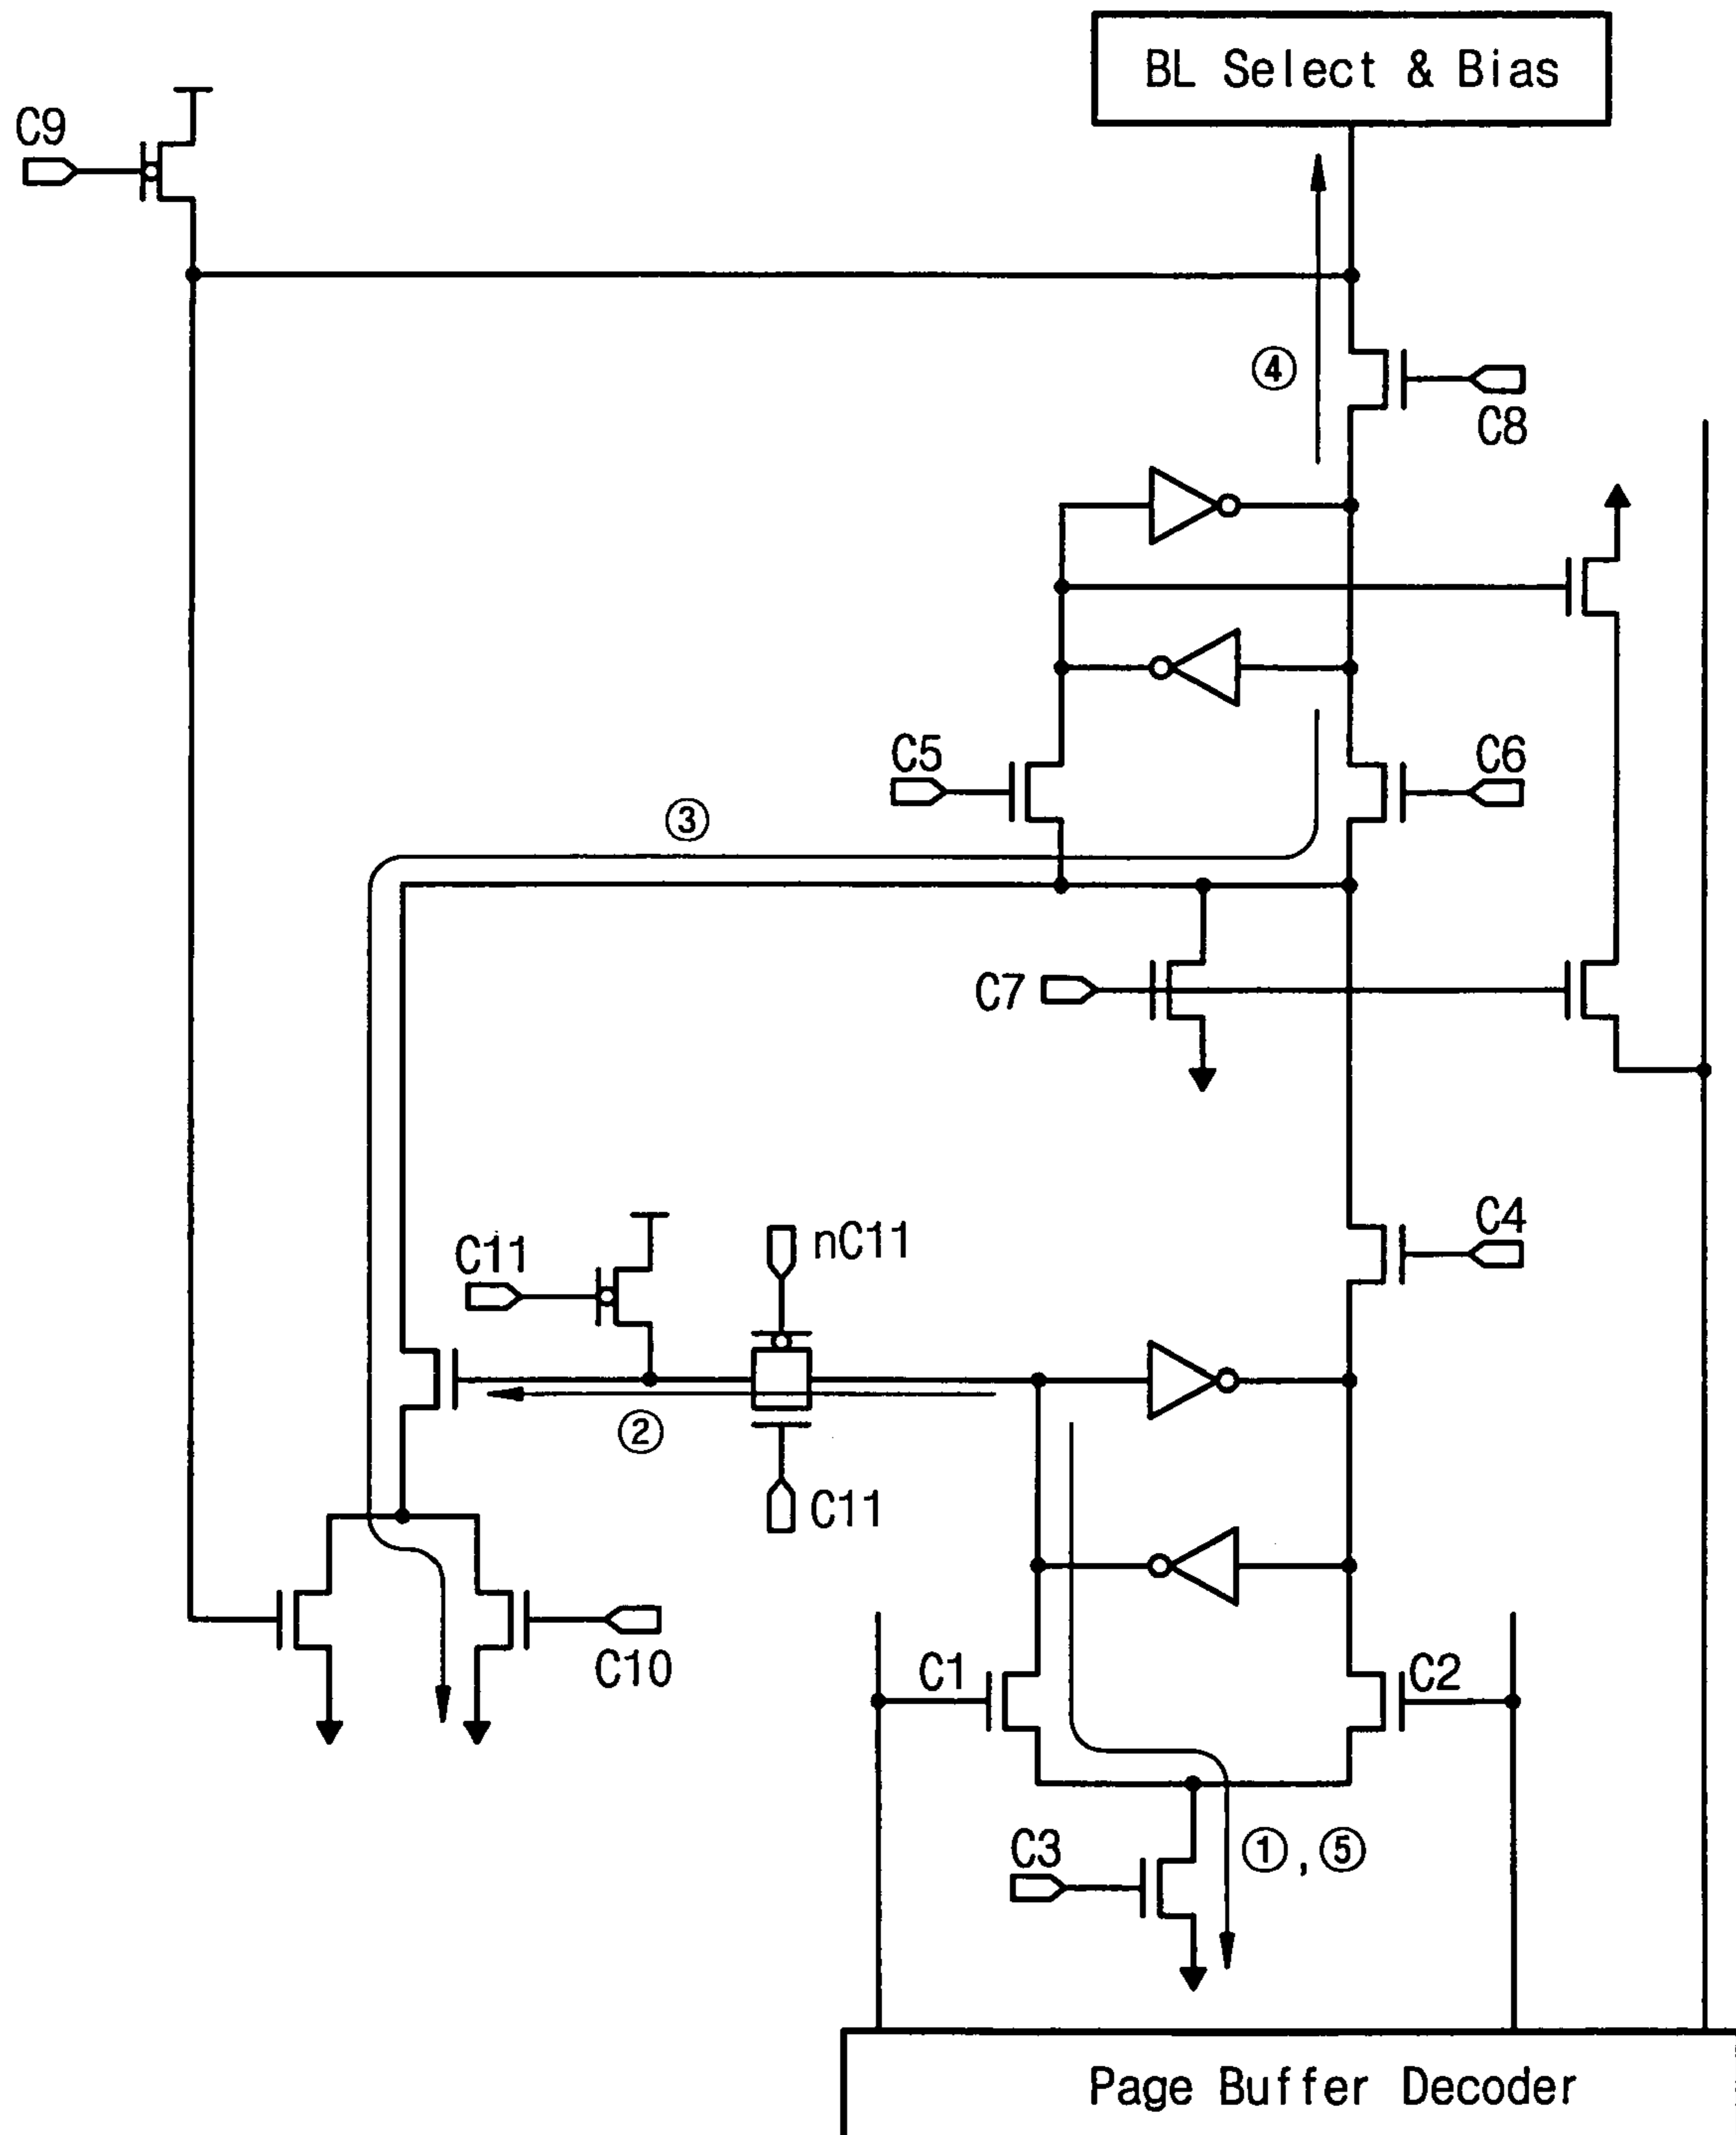 BL Select & Bias
C9
④
C8
C5
C6
③
C7
C11
nC11
C4
②
C11
C10
C1
C2
C3
①, ⑤
Page Buffer Decoder